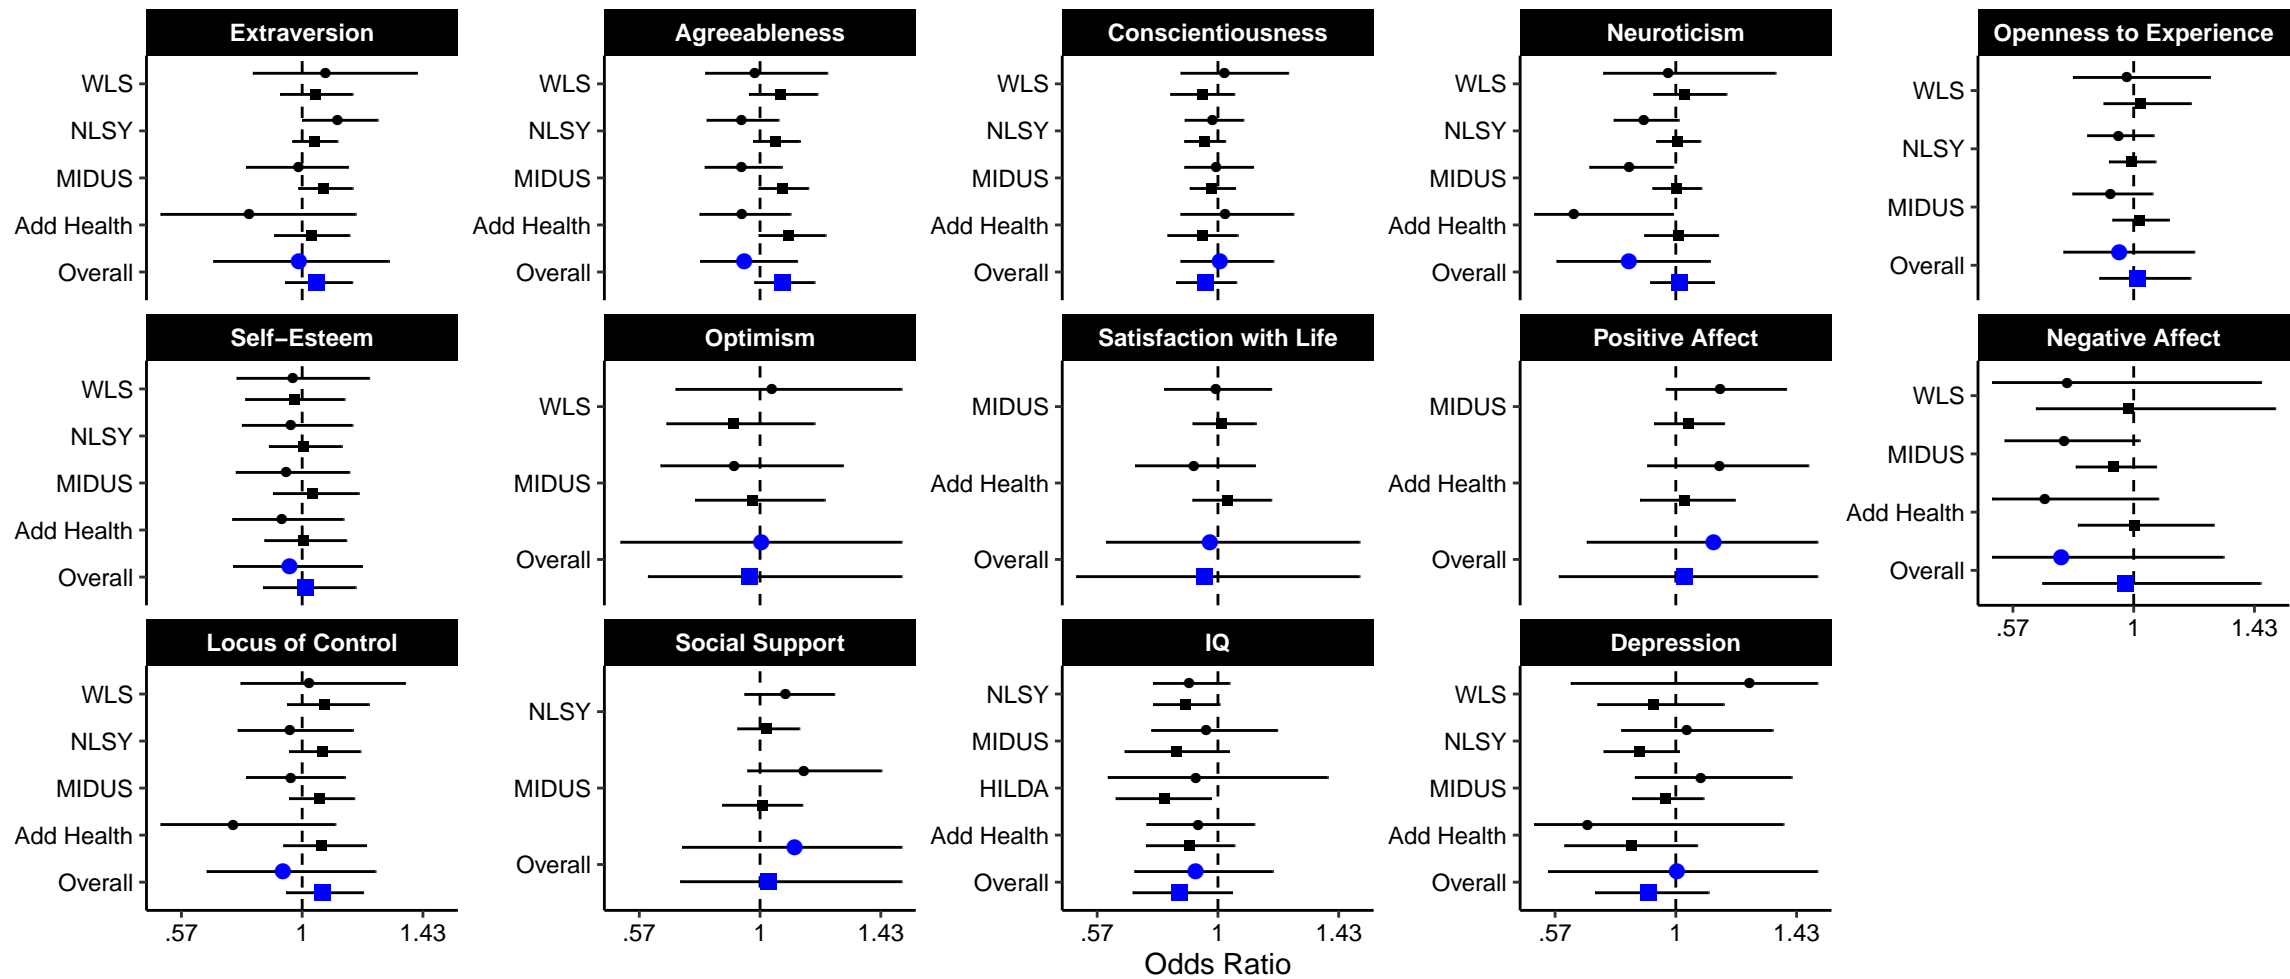 Extraversion
WLS
NLSY
MIDUS
Add Health
Overall
Agreeableness
WLS
NLSY
MIDUS
Add Health
Overall
Conscientiousness
WLS
NLSY
MIDUS
Add Health
Overall
Neuroticism
WLS
NLSY
MIDUS
Add Health
Overall
Openness to Experience
WLS
NLSY
MIDUS
Overall
Self−Esteem
WLS
NLSY
MIDUS
Add Health
Overall
Optimism
WLS
MIDUS
Overall
Satisfaction with Life
MIDUS
Add Health
Overall
Positive Affect
MIDUS
Add Health
Overall
Negative Affect
WLS
MIDUS
Add Health
Overall
.57 1 1.43
Locus of Control
WLS
NLSY
MIDUS
Add Health
Overall
.57 1 1.43
Social Support
NLSY
MIDUS
Overall
.57 1 1.43
IQ
NLSY
MIDUS
HILDA
Add Health
Overall
.57 1 1.43
Depression
WLS
NLSY
MIDUS
Add Health
Overall
.57 1 1.43
Odds Ratio